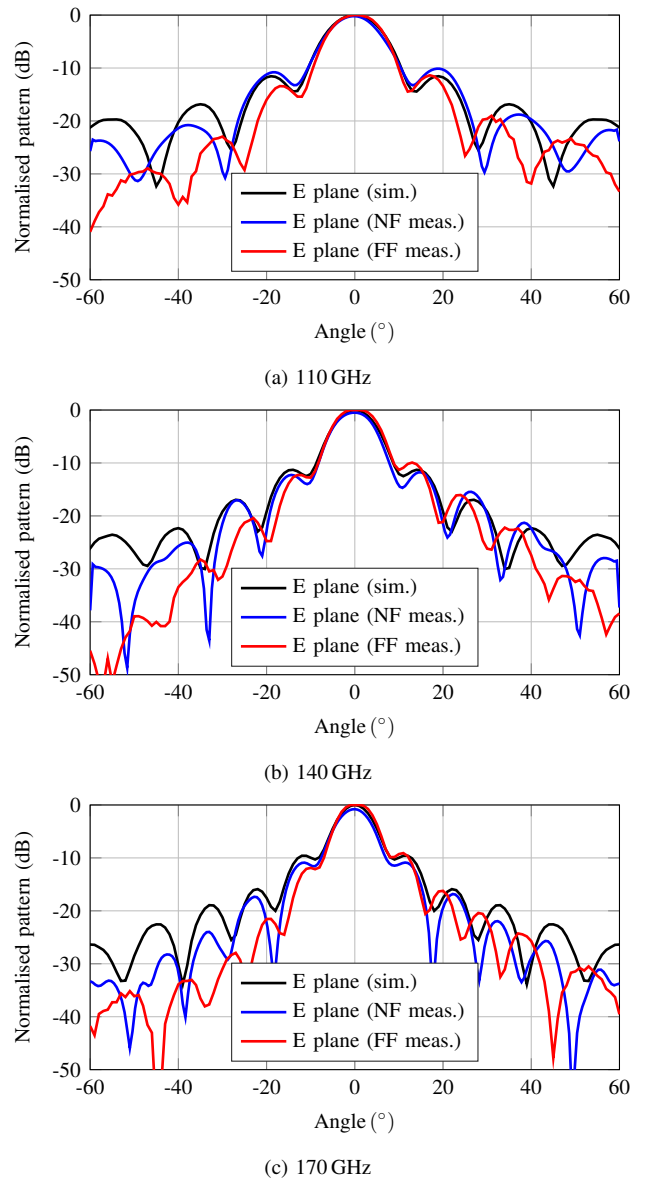 0
-10
-20
-30
-40
-50
Normalised pattern (dB)
E plane (sim.)
E plane (NF meas.)
E plane (FF meas.)
-60 -40 -20 0 20 40 60
Angle (°)
(a) 110 GHz
0
-10
-20
-30
-40
-50
Normalised pattern (dB)
E plane (sim.)
E plane (NF meas.)
E plane (FF meas.)
-60 -40 -20 0 20 40 60
Angle (°)
(b) 140 GHz
0
-10
-20
-30
-40
-50
Normalised pattern (dB)
E plane (sim.)
E plane (NF meas.)
E plane (FF meas.)
-60 -40 -20 0 20 40 60
Angle (°)
(c) 170 GHz